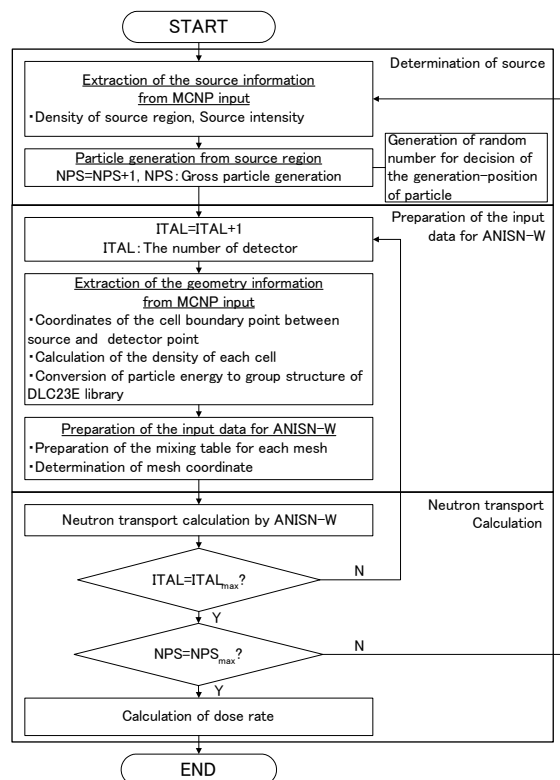 START
Determination of source
Extraction of the source information
from MCNP input
・Density of source region, Source intensity
Particle generation from source region
NPS=NPS+1, NPS: Gross particle generation
Generation of random
number for decision of
the generation-position
of particle
Preparation of the input
data for ANISN-W
ITAL=ITAL+1
ITAL: The number of detector
Extraction of the geometry information
from MCNP input
・Coordinates of the cell boundary point between
source and detector point
・Calculation of the density of each cell
・Conversion of particle energy to group structure of
DLC23E library
Preparation of the input data for ANISN-W
・Preparation of the mixing table for each mesh
・Determination of mesh coordinate
Neutron transport
Calculation
Neutron transport calculation by ANISN-W
ITAL=ITALmax?
N
Y
NPS=NPSmax?
N
Y
Calculation of dose rate
END